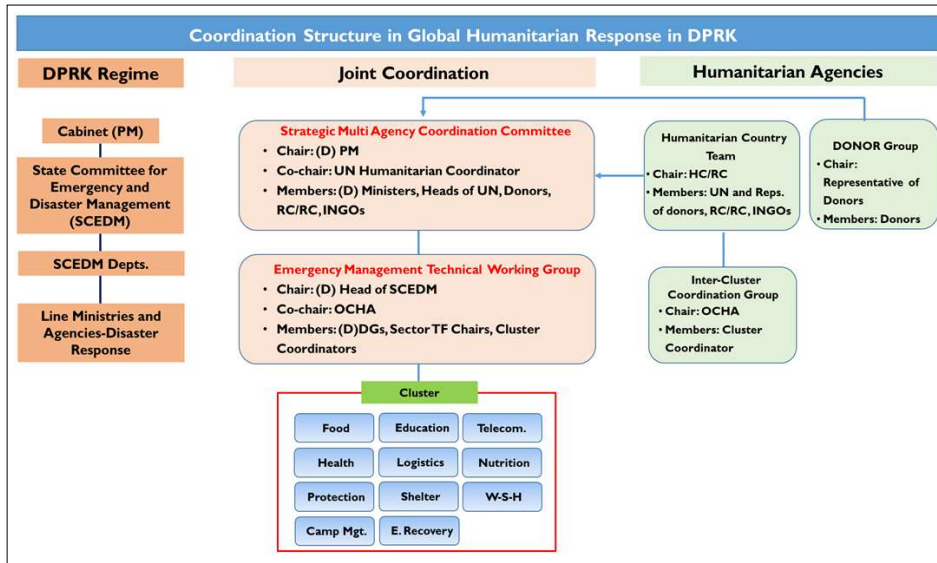 Coordination Structure in Global Humanitarian Response in DPRK
DPRK Regime
Cabinet (PM)
State Committee for
Emergency and
Disaster Management
(SCEDM)
SCEDM Depts.
Line Ministries and
Agencies-Disaster
Response
Joint Coordination
Strategic Multi Agency Coordination Committee
• Chair: (D) PM
• Co-chair: UN Humanitarian Coordinator
• Members: (D) Ministers, Heads of UN, Donors,
RC/RC, INGOs
Emergency Management Technical Working Group
• Chair: (D) Head of SCEDM
• Co-chair: OCHA
• Members: (D)DGs, Sector TF Chairs, Cluster
Coordinators
Cluster
Food
Education
Telecom.
Health
Logistics
Nutrition
Protection
Shelter
W-S-H
Camp Mgt.
E. Recovery
Humanitarian Agencies
Humanitarian Country
Team
• Chair: HC/RC
• Members: UN and Reps.
of donors, RC/RC, INGOs
DONOR Group
• Chair:
Representative of
Donors
• Members: Donors
Inter-Cluster
Coordination Group
• Chair: OCHA
• Members: Cluster
Coordinator